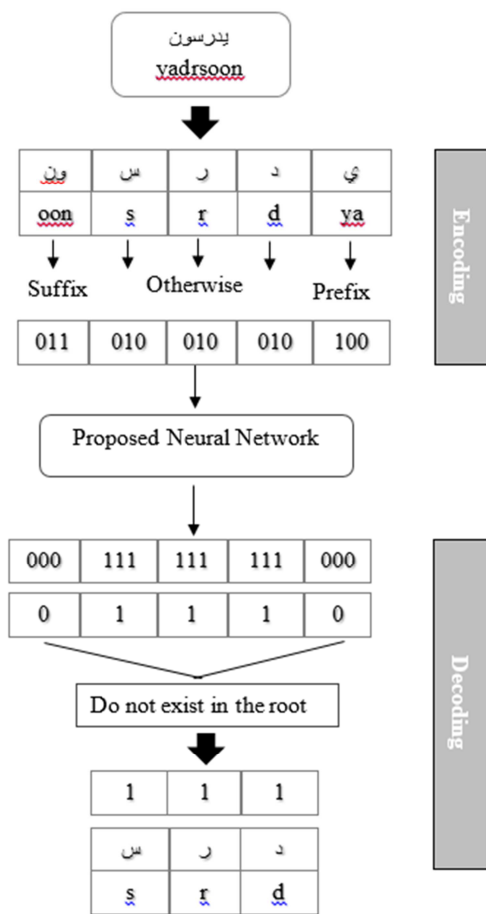 يدرسون
yadrsoon
ون س ر د ي
oon s r d ya
Suffix Otherwise Prefix
011 010 010 010 100
Encoding
Proposed Neural Network
000 111 111 111 000
0 1 1 1 0
Do not exist in the root
1 1 1
س ر د
s r d
Decoding